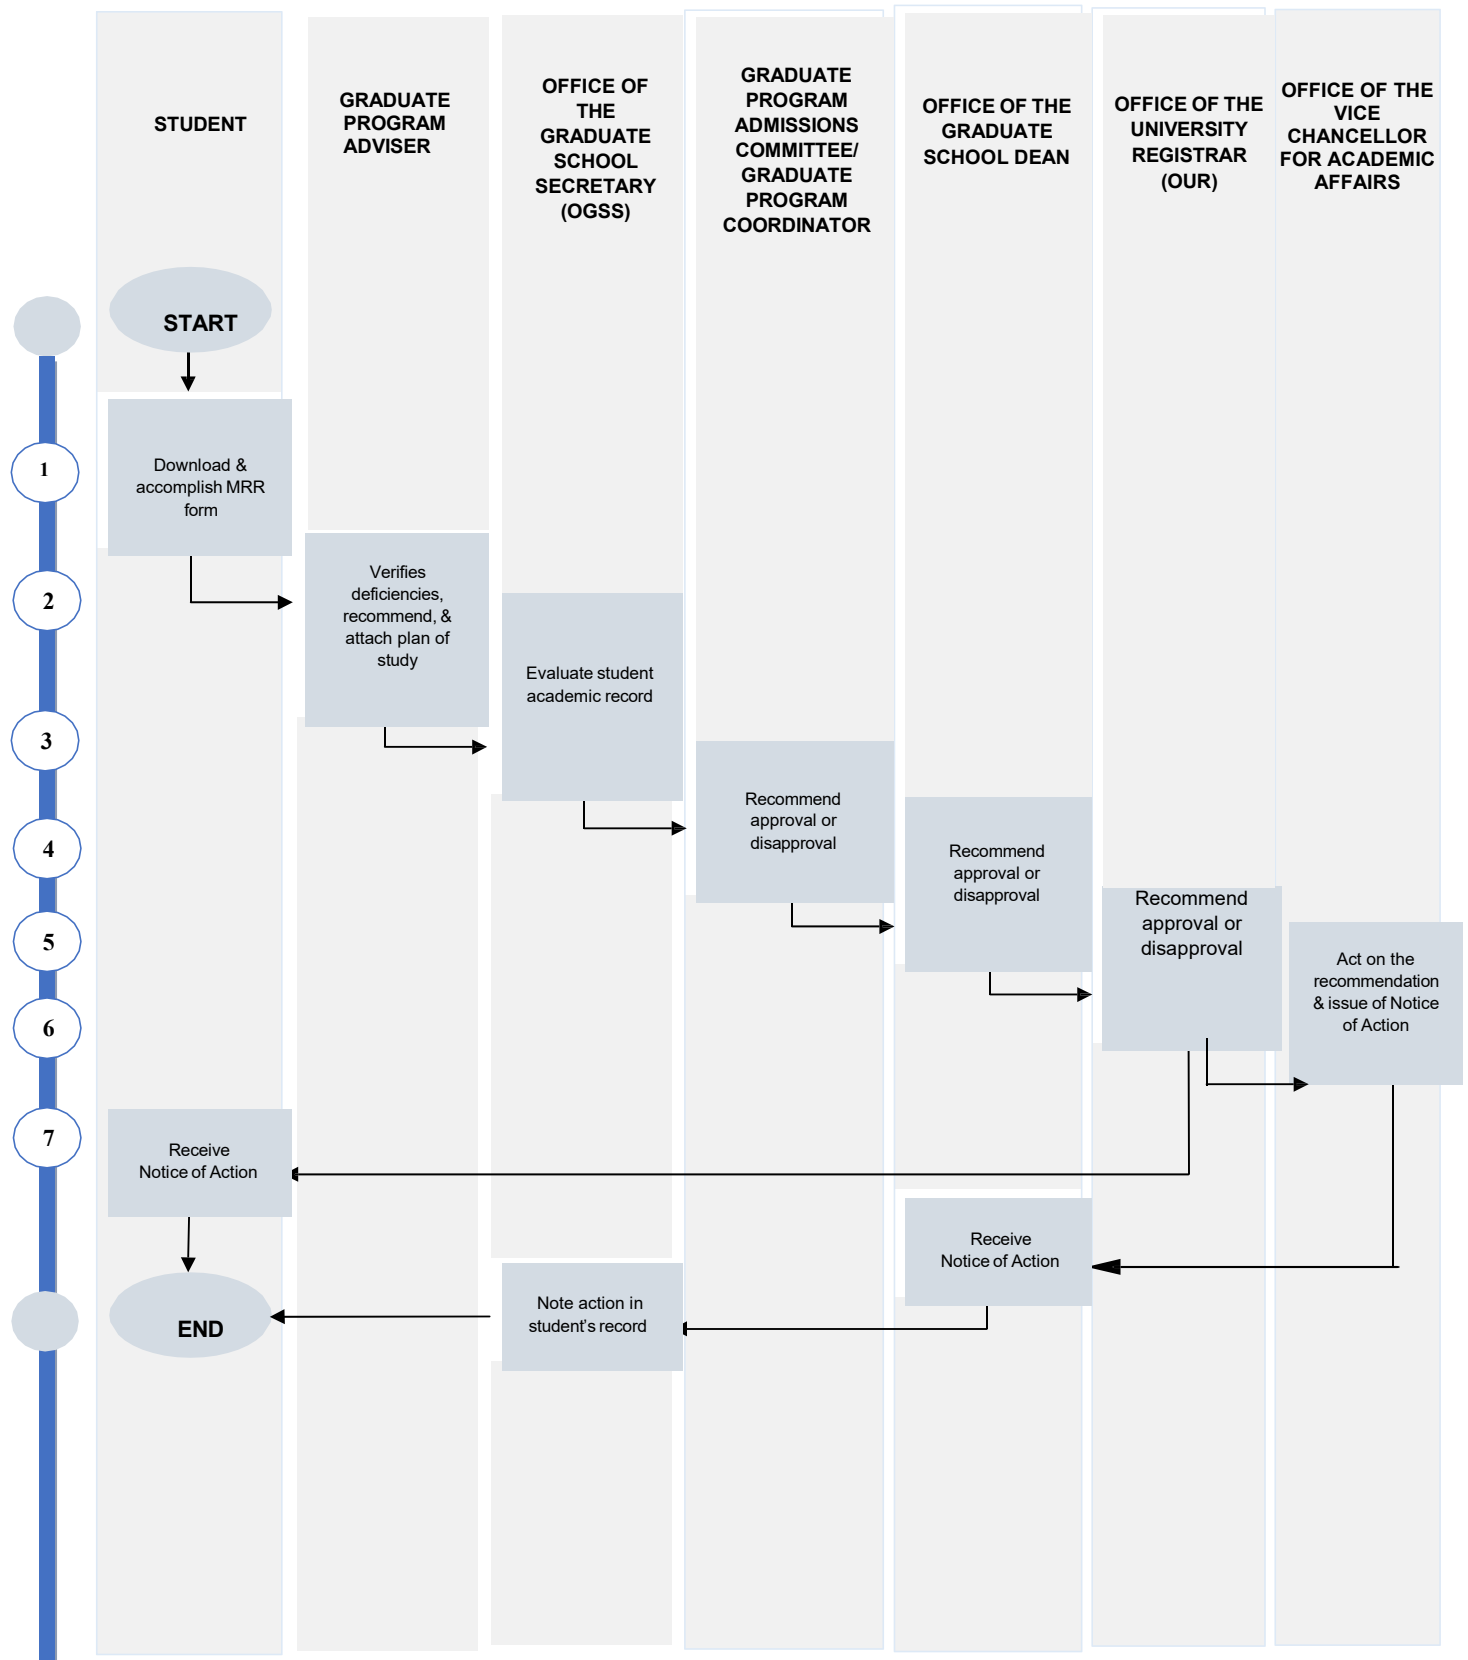 STUDENT
GRADUATE
PROGRAM
ADVISER
OFFICE OF
THE
GRADUATE
SCHOOL
SECRETARY
(OGSS)
GRADUATE
PROGRAM
ADMISSIONS
COMMITTEE/
GRADUATE
PROGRAM
COORDINATOR
OFFICE OF THE
GRADUATE
SCHOOL DEAN
OFFICE OF THE
UNIVERSITY
REGISTRAR
(OUR)
OFFICE OF THE
VICE
CHANCELLOR
FOR ACADEMIC
AFFAIRS
START
1
Download &
accomplish MRR
form
2
Verifies
deficiencies,
recommend, &
attach plan of
study
Evaluate student
academic record
3
Recommend
approval or
disapproval
4
Recommend
approval or
disapproval
5
Recommend
approval or
disapproval
Act on the
recommendation
& issue of Notice
of Action
6
7
Receive
Notice of Action
Receive
Notice of Action
Note action in
student's record
END